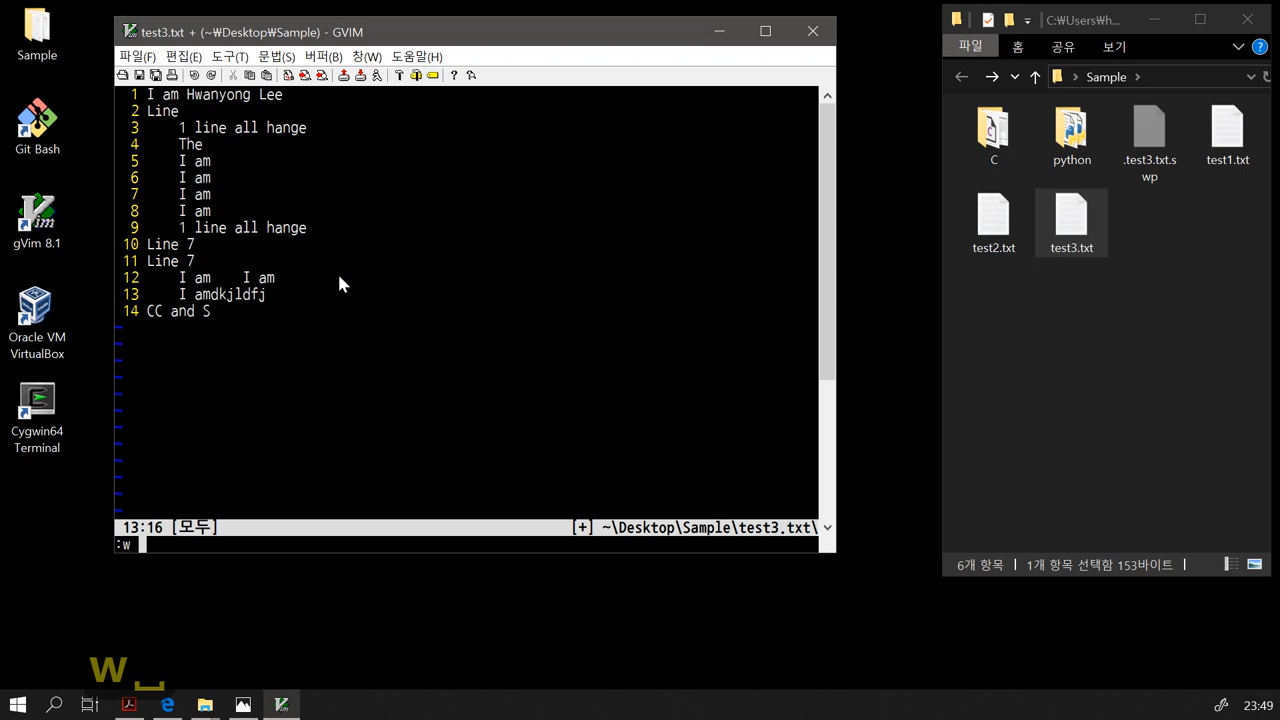 Sample
Git Bash
gVim 8.1
Oracle VM
VirtualBox
Cygwin64
Terminal
test3.txt + (~₩Desktop₩Sample) - GVIM
파일(F) 편집(E) 도구(T) 문법(S) 버퍼(B) 창(W) 도움말(H)
1 I am Hwanyong Lee
2 Line
3 1 line all hange
4 The
5 I am
6 I am
7 I am
8 I am
9 1 line all hange
10 Line 7
11 Line 7
12 I am I am
13 I amdkjldfj
14 CC and S
~
~
~
~
~
~
~
~
~
~
~
~
13:16 [모두] [+] ~\Desktop\Sample\test3.txt\
:w
C:₩Users₩h...
파일 홈 공유 보기
Sample
C python .test3.txt.s
wp test1.txt
test2.txt test3.txt
6개 항목 1개 항목 선택함 153바이트
W
23:49